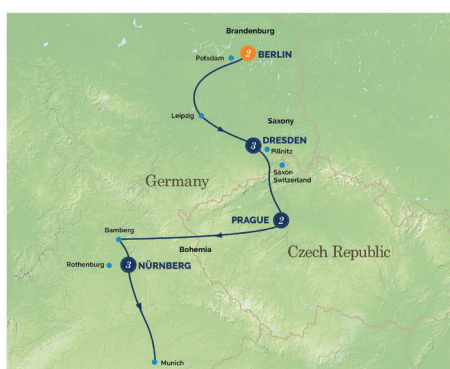 Brandenburg
2
BERLIN
Potsdam
Leipzig
Saxony
3
DRESDEN
Pillnitz
Saxon
Switzerland
Germany
PRAGUE
2
Bamberg
Bohemia
Czech Republic
Rothenburg
3
NÜRNBERG
Munich